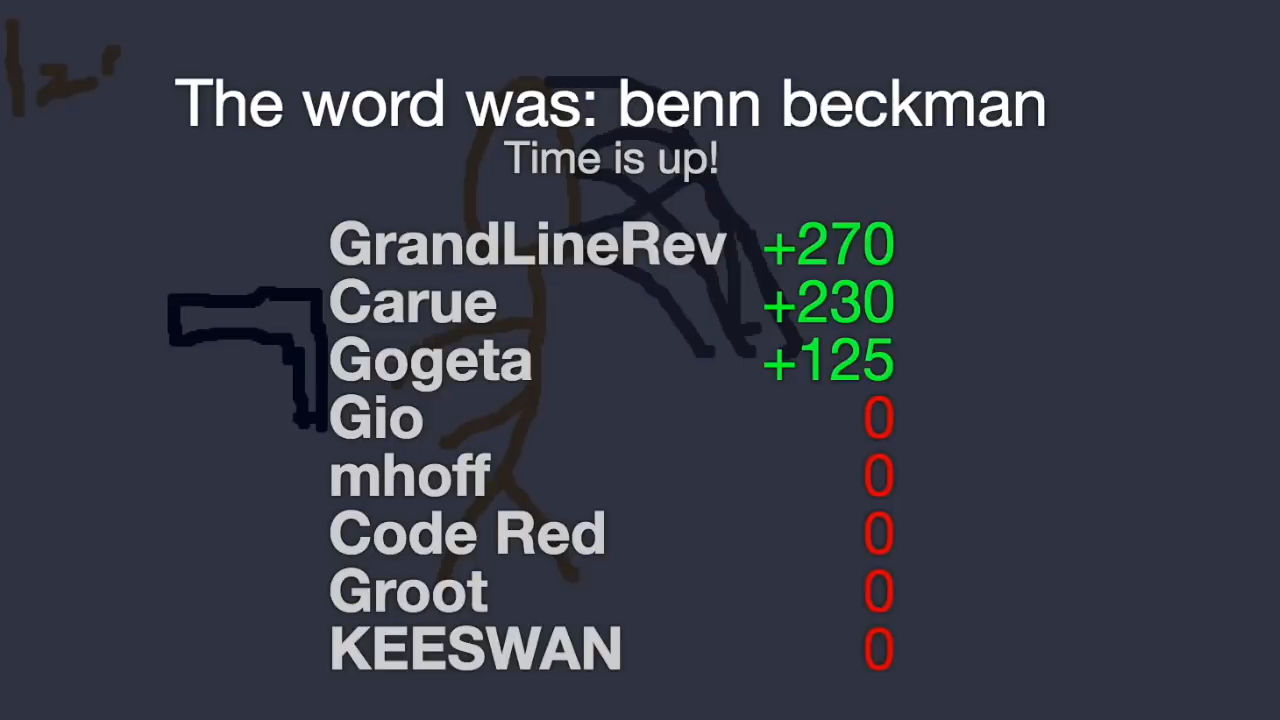 The word was: benn beckman
Time is up!
GrandLineRev +270
Carue +230
Gogeta +125
Gio 0
mhoff 0
Code Red 0
Groot 0
KEESWAN 0